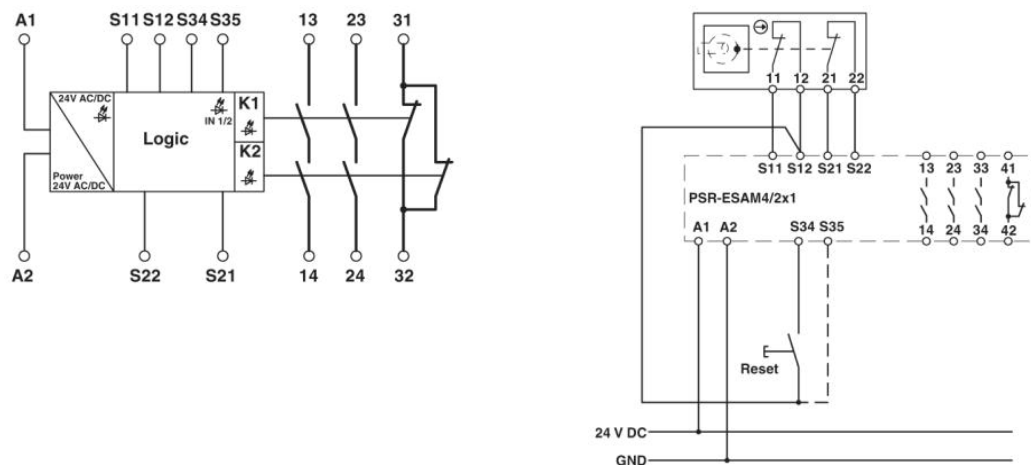 A1 S11 S12 S34 S35 13 23 31
24V AC/DC
IN 1/2
K1
Logic
K2
Power
24V AC/DC
A2 S22 S21 14 24 32
11 12 21 22
S11 S12 S21 S22 13 23 33 41
PSR-ESAM4/2x1
A1 A2 S34 S35 14 24 34 42
Reset
24 V DC
GND